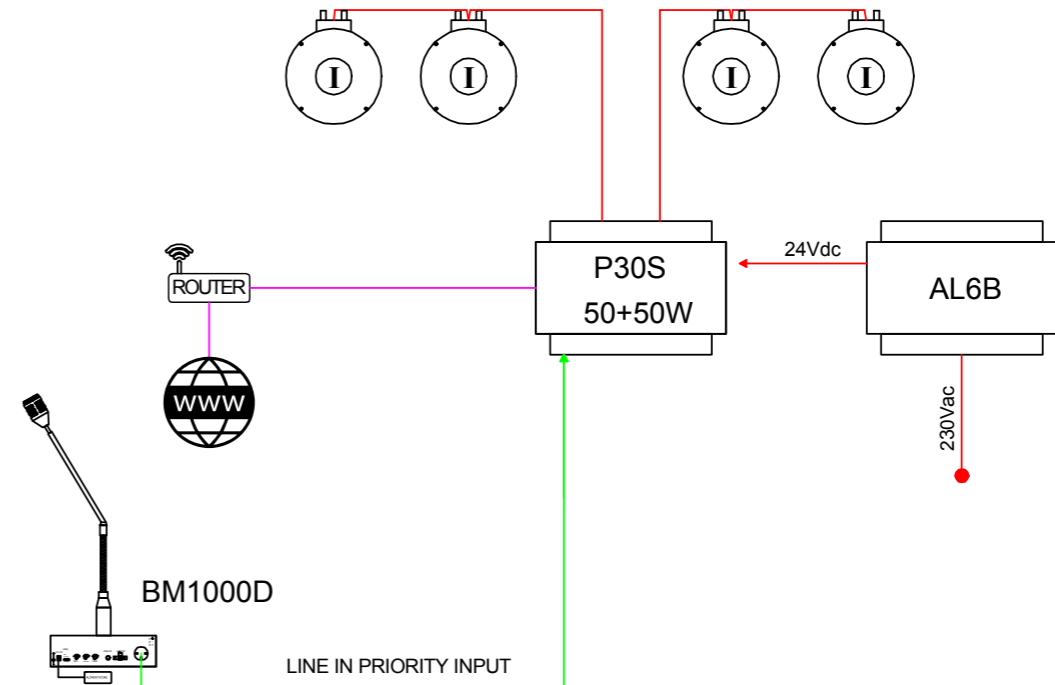 I I I I
P30S
50+50W
24Vdc
AL6B
ROUTER
WWW
230Vac
BM1000D
LINE IN PRIORITY INPUT